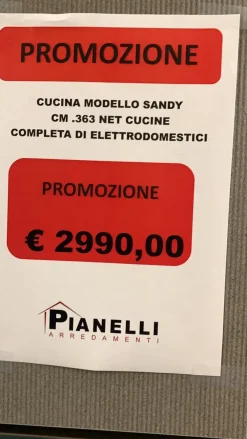 PROMOZIONE
CUCINA MODELLO SANDY
CM .363 NET CUCINE
COMPLETA DI ELETTRODOMESTICI
PROMOZIONE
€ 2990,00
PIANELLI
ARREDAMENTI